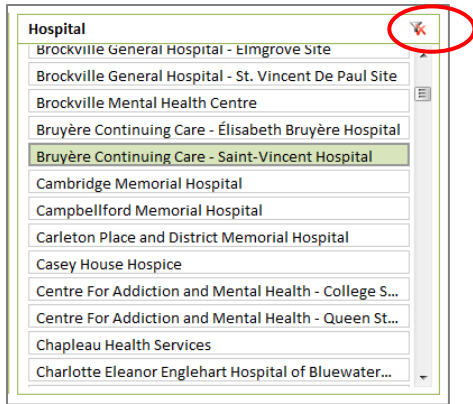 Hospital
Brockville General Hospital - Elmgrove Site
Brockville General Hospital - St. Vincent De Paul Site
Brockville Mental Health Centre
Bruyère Continuing Care - Élisabeth Bruyère Hospital
Bruyère Continuing Care - Saint-Vincent Hospital
Cambridge Memorial Hospital
Campbellford Memorial Hospital
Carleton Place and District Memorial Hospital
Casey House Hospice
Centre For Addiction and Mental Health - College S...
Centre For Addiction and Mental Health - Queen St...
Chapleau Health Services
Charlotte Eleanor Englehart Hospital of Bluewater...